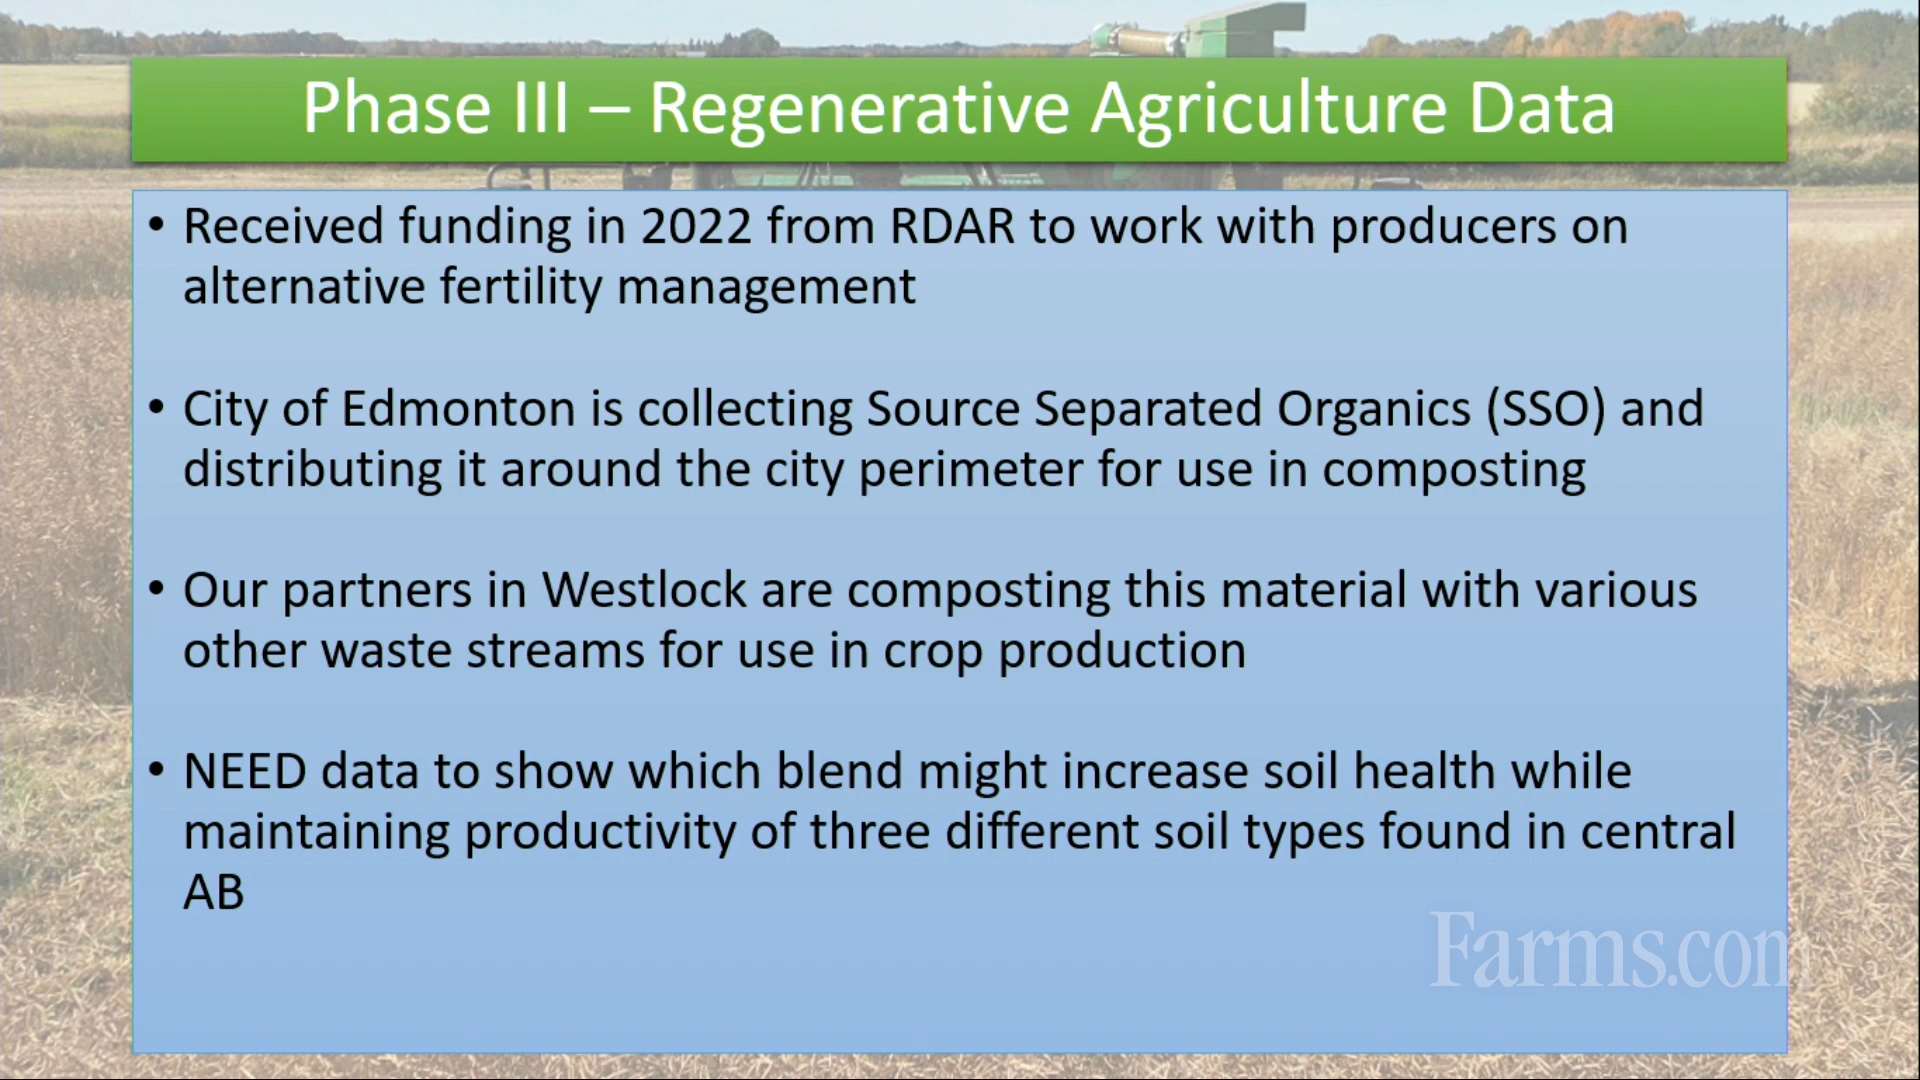 Phase III – Regenerative Agriculture Data
• Received funding in 2022 from RDAR to work with producers on
alternative fertility management
• City of Edmonton is collecting Source Separated Organics (SSO) and
distributing it around the city perimeter for use in composting
• Our partners in Westlock are composting this material with various
other waste streams for use in crop production
• NEED data to show which blend might increase soil health while
maintaining productivity of three different soil types found in central
AB
Farms.com